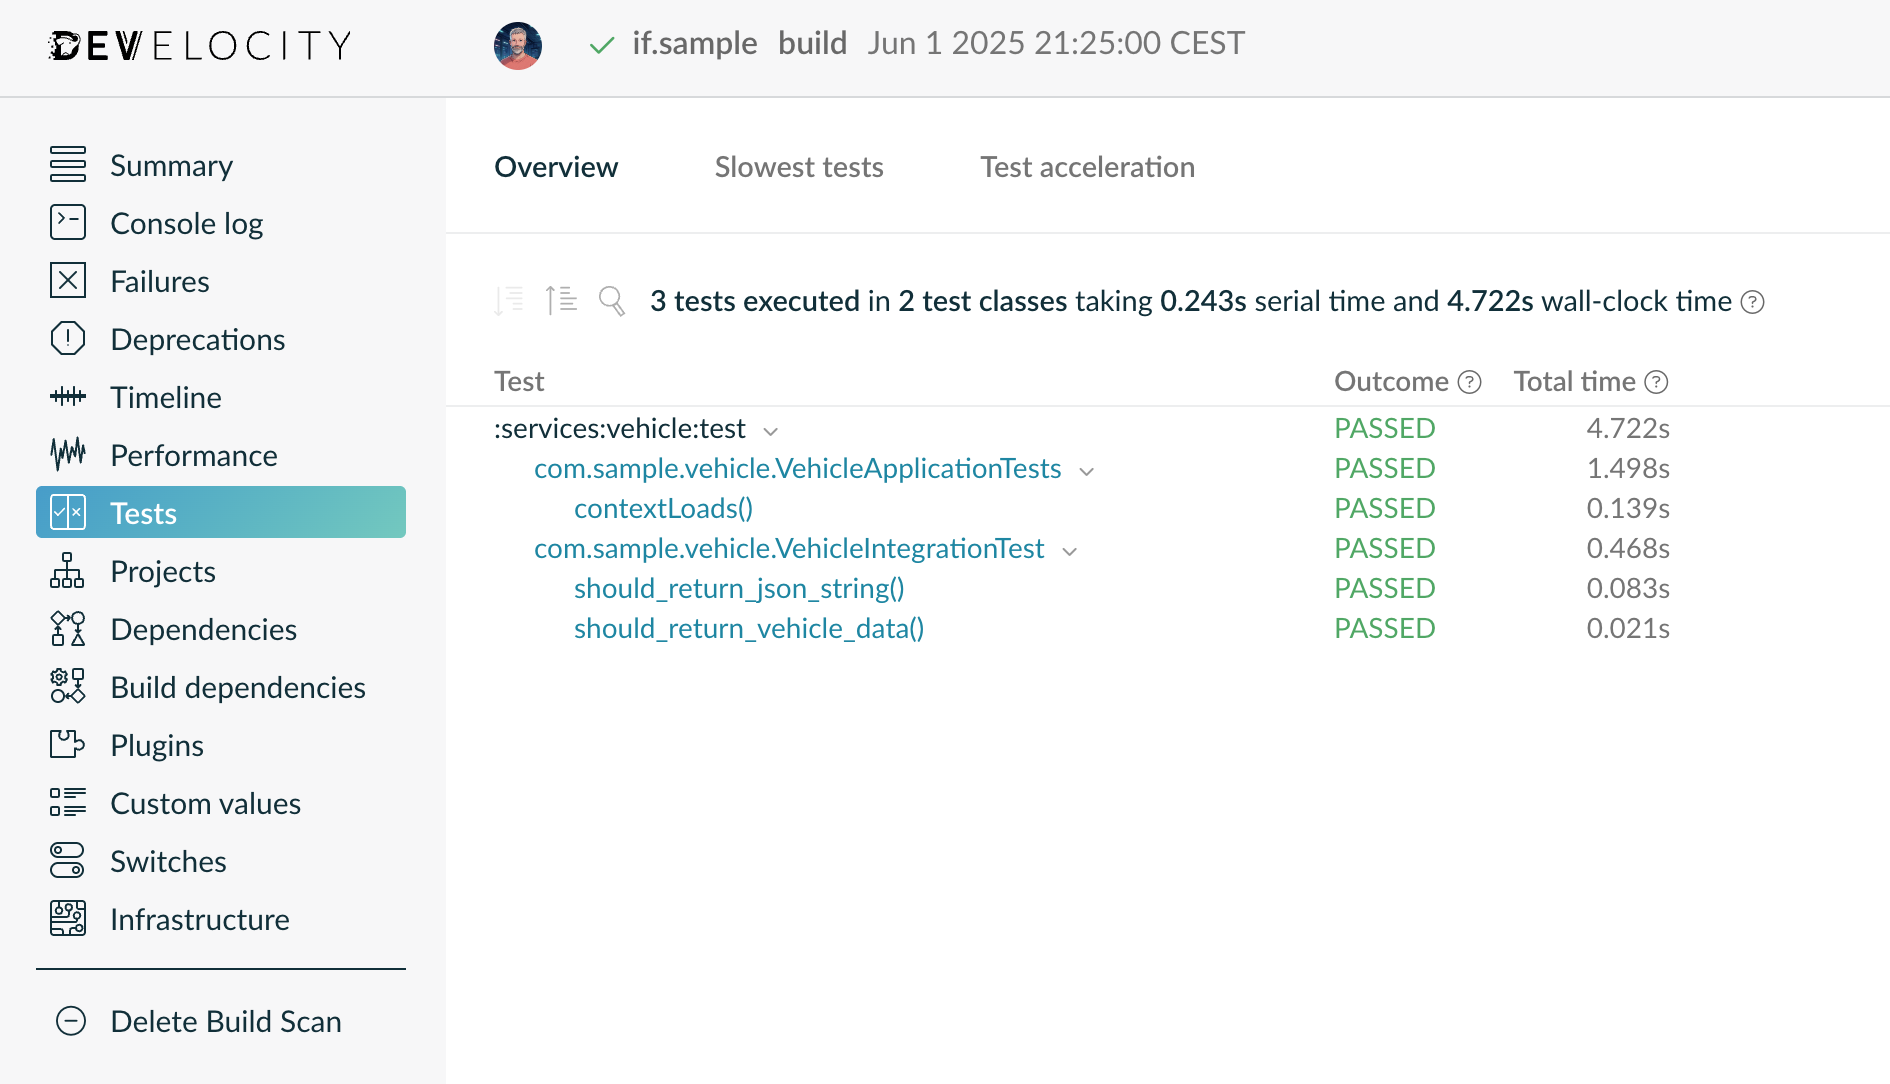 DEVELOCITY
if.sample build Jun 1 2025 21:25:00 CEST
Summary
Console log
Failures
Deprecations
Timeline
Performance
Tests
Projects
Dependencies
Build dependencies
Plugins
Custom values
Switches
Infrastructure
Delete Build Scan
Overview Slowest tests Test acceleration
3 tests executed in 2 test classes taking 0.243s serial time and 4.722s wall-clock time ?
Test Outcome ? Total time ?
:services:vehicle:test PASSED 4.722s
com.sample.vehicle.VehicleApplicationTests PASSED 1.498s
contextLoads() PASSED 0.139s
com.sample.vehicle.VehicleIntegrationTest PASSED 0.468s
should_return_json_string() PASSED 0.083s
should_return_vehicle_data() PASSED 0.021s